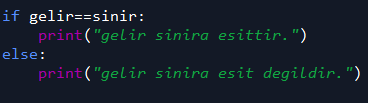 if gelir==sinir:
    print("gelir sinira esittir.")
else:
    print("gelir sinira esit degildir.")